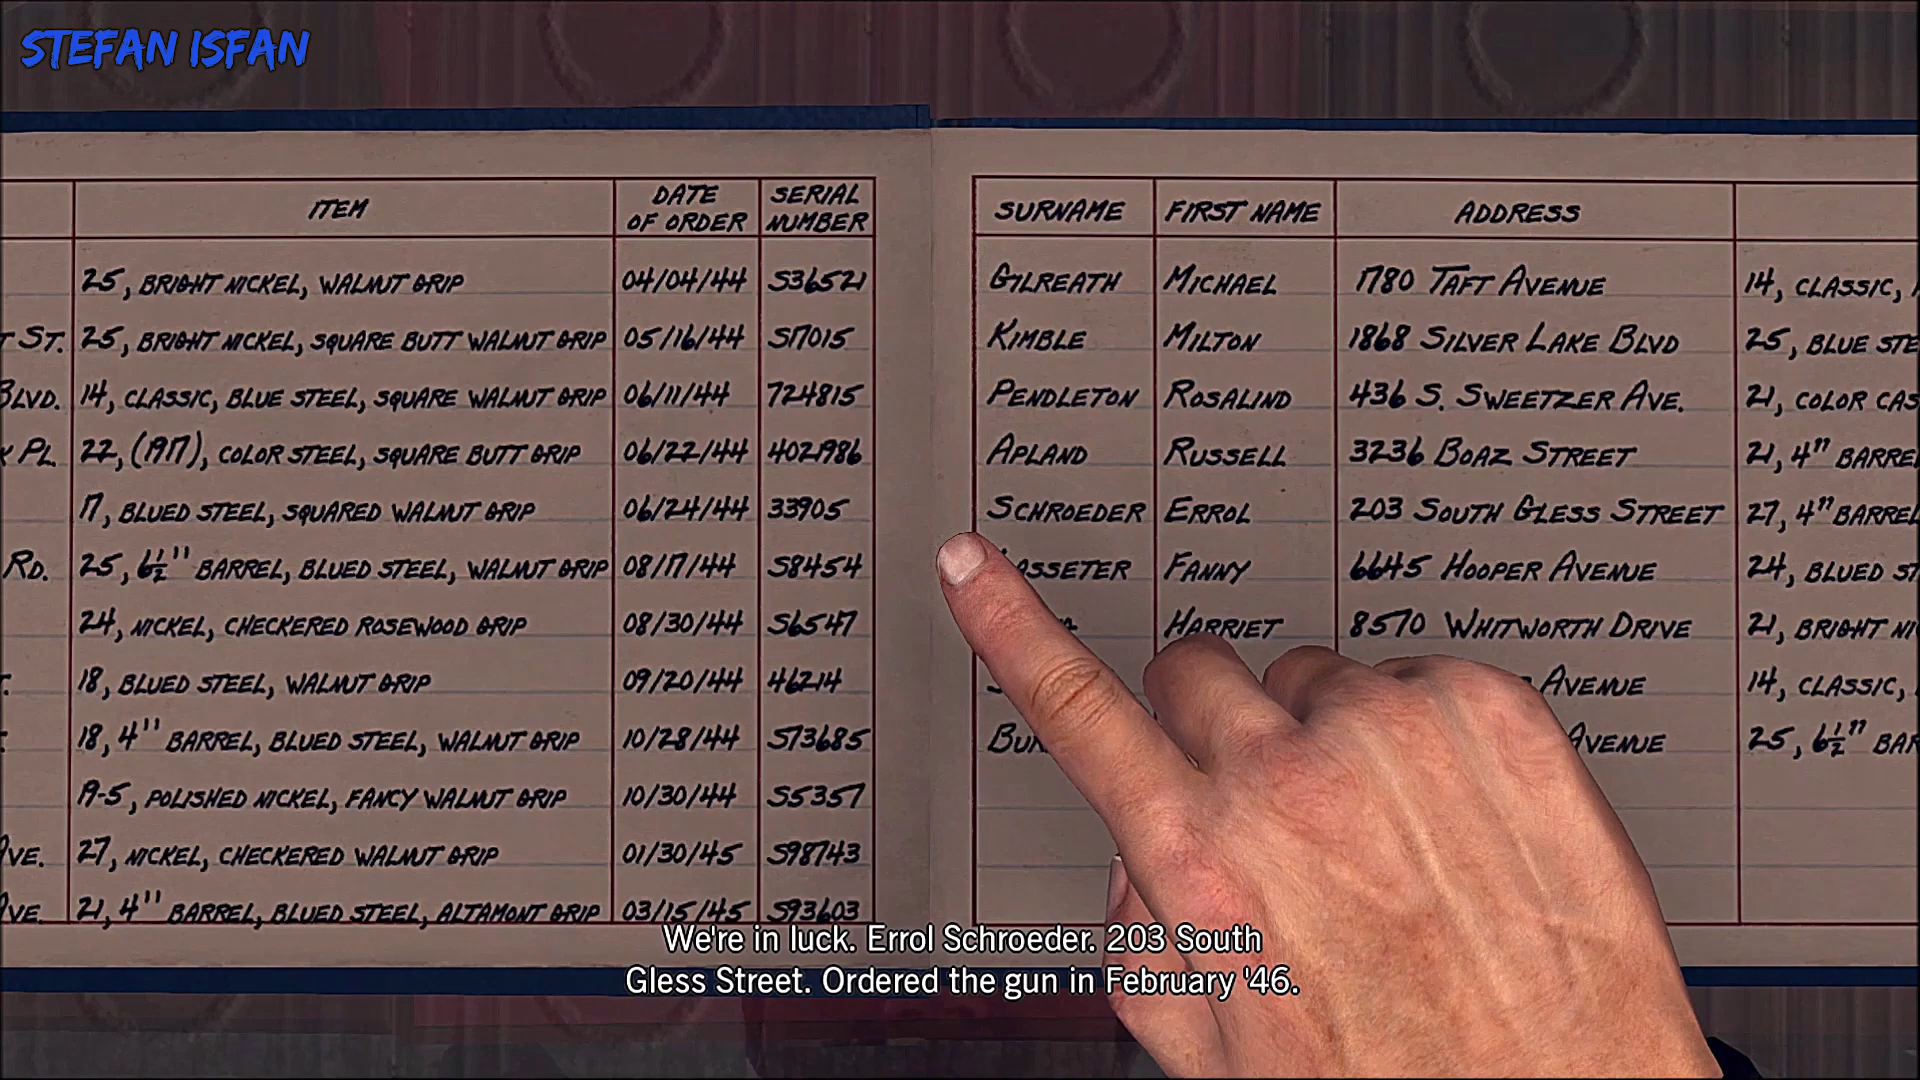 STEFAN ISFAN
ITEM DATE OF ORDER SERIAL NUMBER
25, BRIGHT NICKEL, WALNUT GRIP 04/04/44 S36521
ST. 25, BRIGHT NICKEL, SQUARE BUTT WALNUT GRIP 05/16/44 S17015
BLVD. 14, CLASSIC, BLUE STEEL, SQUARE WALNUT GRIP 06/11/44 724815
PL. 22, (1917), COLOR STEEL, SQUARE BUTT GRIP 06/22/44 4021986
17, BLUED STEEL, SQUARED WALNUT GRIP 06/24/44 33905
RD. 25, 6½" BARREL, BLUED STEEL, WALNUT GRIP 08/17/44 S8454
24, NICKEL, CHECKERED ROSEWOOD GRIP 08/30/44 S6547
18, BLUED STEEL, WALNUT GRIP 09/20/44 46214
18, 4" BARREL, BLUED STEEL, WALNUT GRIP 10/28/44 S73685
A-5, POLISHED NICKEL, FANCY WALNUT GRIP 10/30/44 S5357
AVE. 27, NICKEL, CHECKERED WALNUT GRIP 01/30/45 S98743
AVE. 21, 4" BARREL, BLUED STEEL, ALTAMONT GRIP 03/15/45 S93603
SURNAME FIRST NAME ADDRESS
GILREATH MICHAEL 1780 TAFT AVENUE 14, CLASSIC,
KIMBLE MILTON 1868 SILVER LAKE BLVD 25, BLUE STE
PENDLETON ROSALIND 436 S. SWEETZER AVE. 21, COLOR CAS
APLAND RUSSELL 3236 BOAZ STREET 21, 4" BARRE
SCHROEDER ERROL 203 SOUTH GLESS STREET 27, 4" BARREL
ASSETER FANNY 6645 HOOPER AVENUE 24, BLUED ST
HARRIET 8570 WHITWORTH DRIVE 21, BRIGHT NI
AVENUE 14, CLASSIC,
BUR AVENUE 25, 6½" BAR
We're in luck. Errol Schroeder. 203 South
Gless Street. Ordered the gun in February '46.